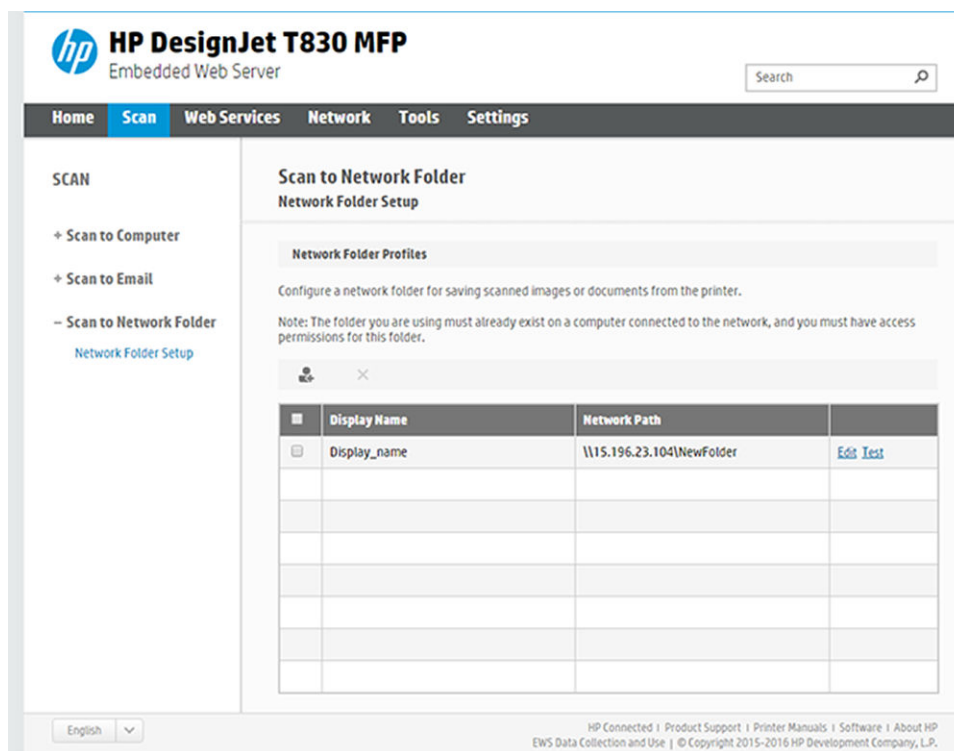 hp
HP DesignJet T830 MFP
Embedded Web Server
Search
Home Scan Web Services Network Tools Settings
SCAN
+ Scan to Computer
+ Scan to Email
– Scan to Network Folder
Network Folder Setup
Scan to Network Folder
Network Folder Setup
Network Folder Profiles
Configure a network folder for saving scanned images or documents from the printer.
Note: The folder you are using must already exist on a computer connected to the network, and you must have access
permissions for this folder.
Display Name Network Path
Display_name \\15.196.23.104\NewFolder Edit Test
English
HP Connected | Product Support | Printer Manuals | Software | About HP
EWS Data Collection and Use | © Copyright 2015-2016 HP Development Company, L.P.